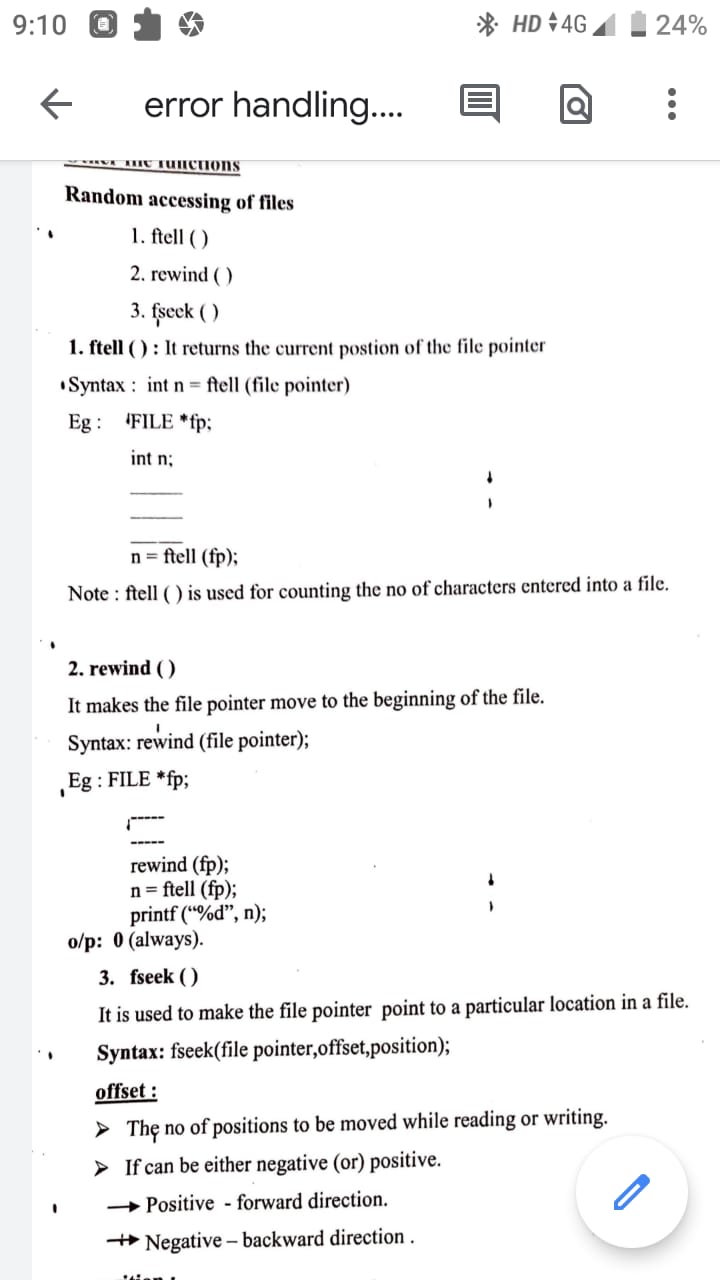 9:10 HD 4G 24%
error handling....
functions
Random accessing of files
1. ftell ( )
2. rewind ( )
3. fseek ( )
1. ftell ( ) : It returns the current postion of the file pointer
Syntax : int n = ftell (file pointer)
Eg : FILE *fp;
int n;
n = ftell (fp);
Note : ftell ( ) is used for counting the no of characters entered into a file.
2. rewind ( )
It makes the file pointer move to the beginning of the file.
Syntax: rewind (file pointer);
Eg : FILE *fp;
-----
-----
rewind (fp);
n = ftell (fp);
printf (“%d”, n);
o/p: 0 (always).
3. fseek ( )
It is used to make the file pointer point to a particular location in a file.
Syntax: fseek(file pointer,offset,position);
offset :
➤ The no of positions to be moved while reading or writing.
➤ If can be either negative (or) positive.
→ Positive - forward direction.
→ Negative – backward direction .